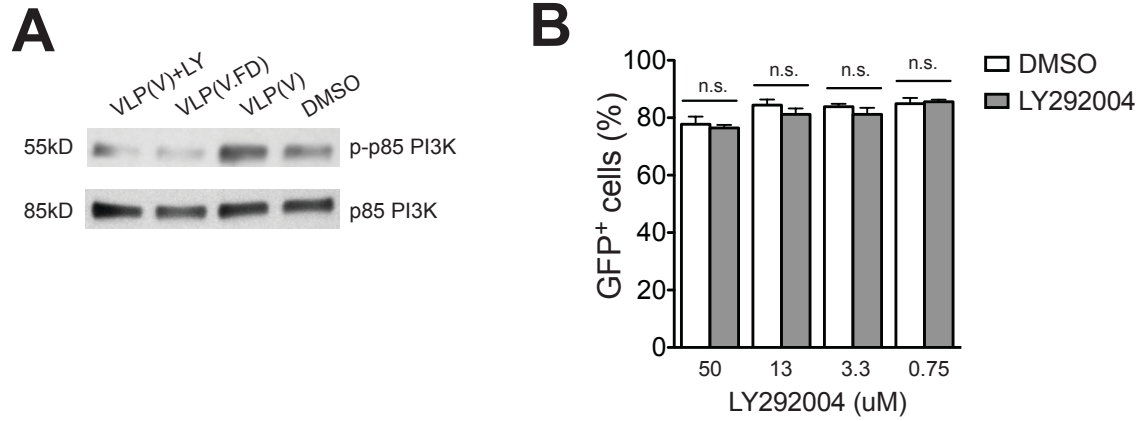 A
VLP(V)+LY
VLP(V.FD)
VLP(V)
DMSO
55kD
p-p85 PI3K
85kD
p85 PI3K
B
GFP+ cells (%)
100
80
60
40
20
0
n.s.
n.s.
n.s.
n.s.
50
13
3.3
0.75
LY292004 (uM)
DMSO
LY292004